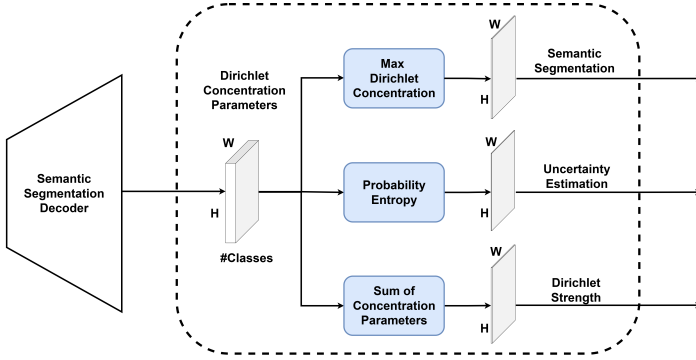 Semantic
Segmentation
Decoder
Dirichlet
Concentration
Parameters
W
H
#Classes
Max
Dirichlet
Concentration
W
H
Semantic
Segmentation
Probability
Entropy
W
H
Uncertainty
Estimation
Sum of
Concentration
Parameters
W
H
Dirichlet
Strength